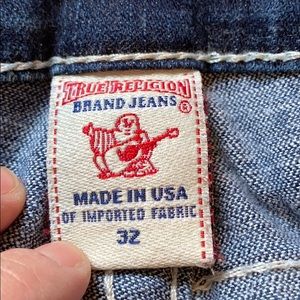 TRUE RELIGION
BRAND JEANS®
MADE IN USA
OF IMPORTED FABRIC
32